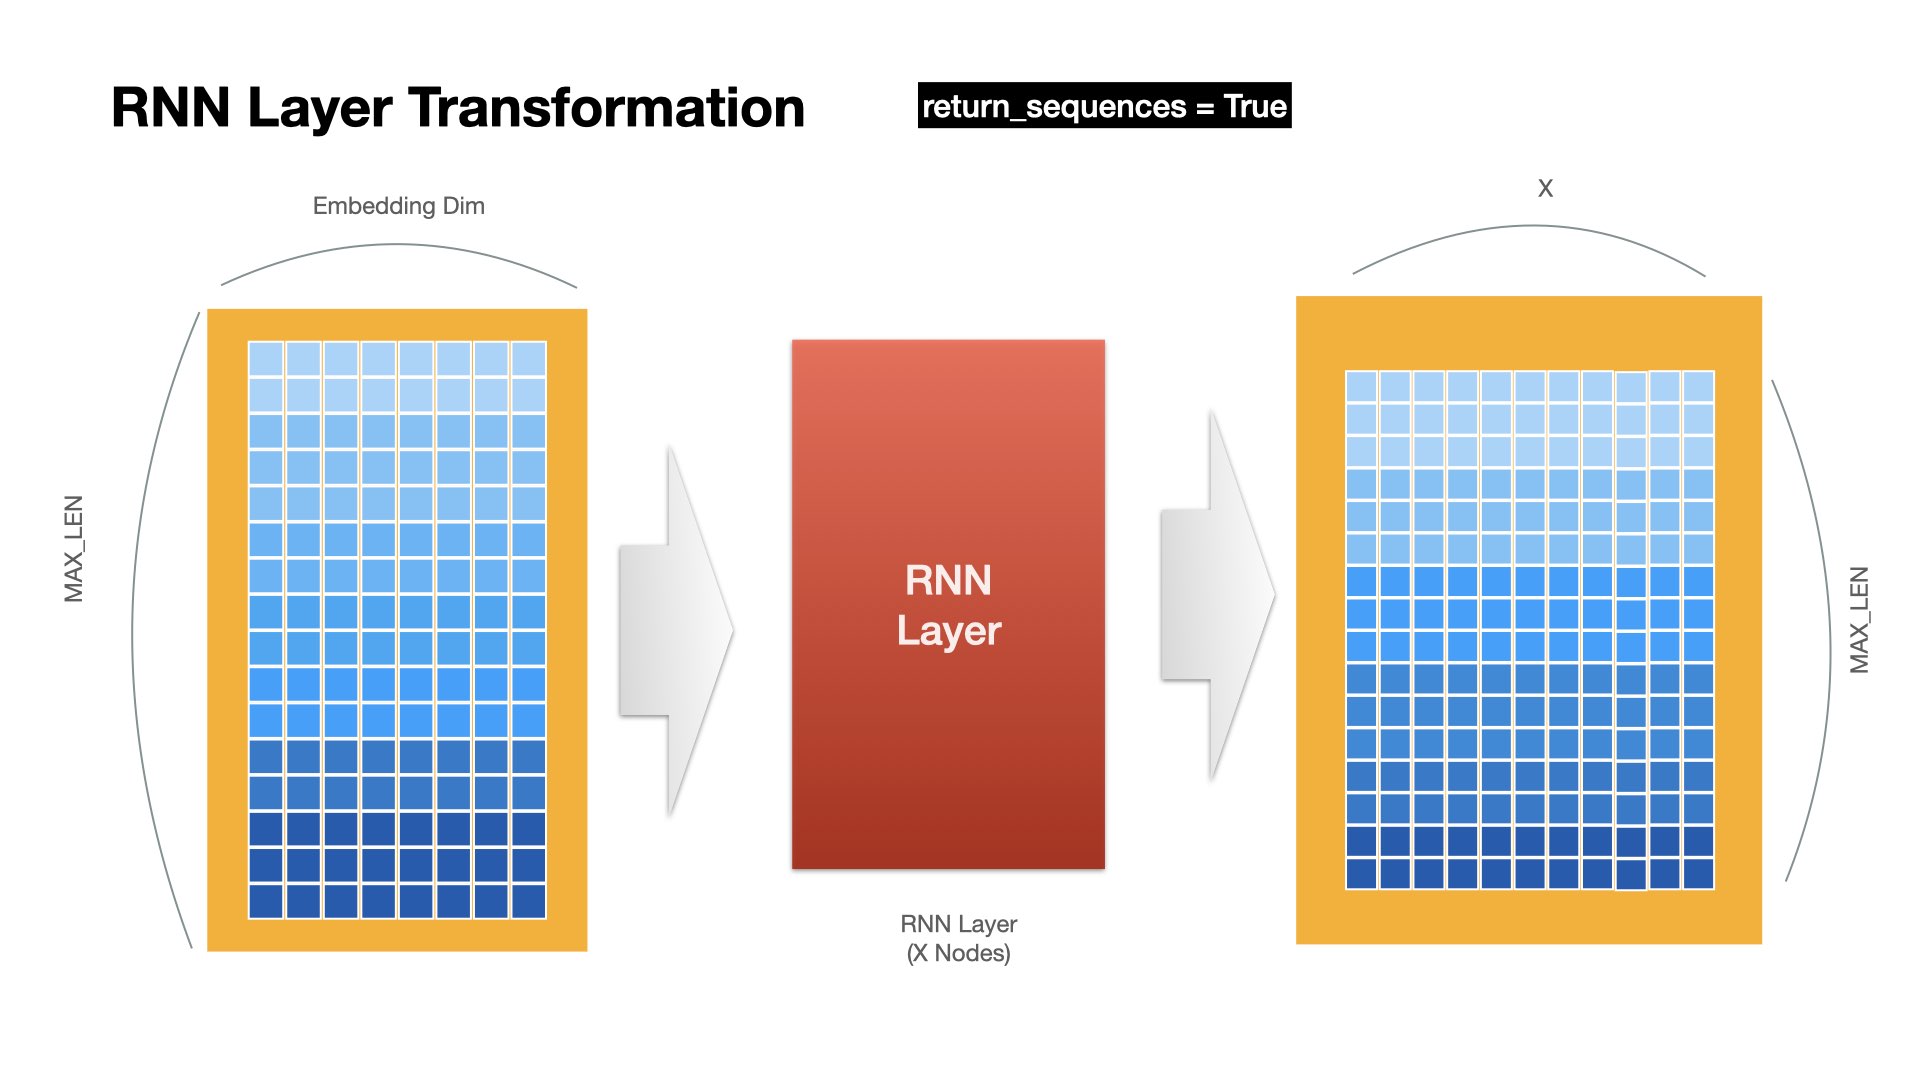 RNN Layer Transformation
return_sequences = True
Embedding Dim
X
MAX_LEN
RNN
Layer
MAX_LEN
RNN Layer
(X Nodes)